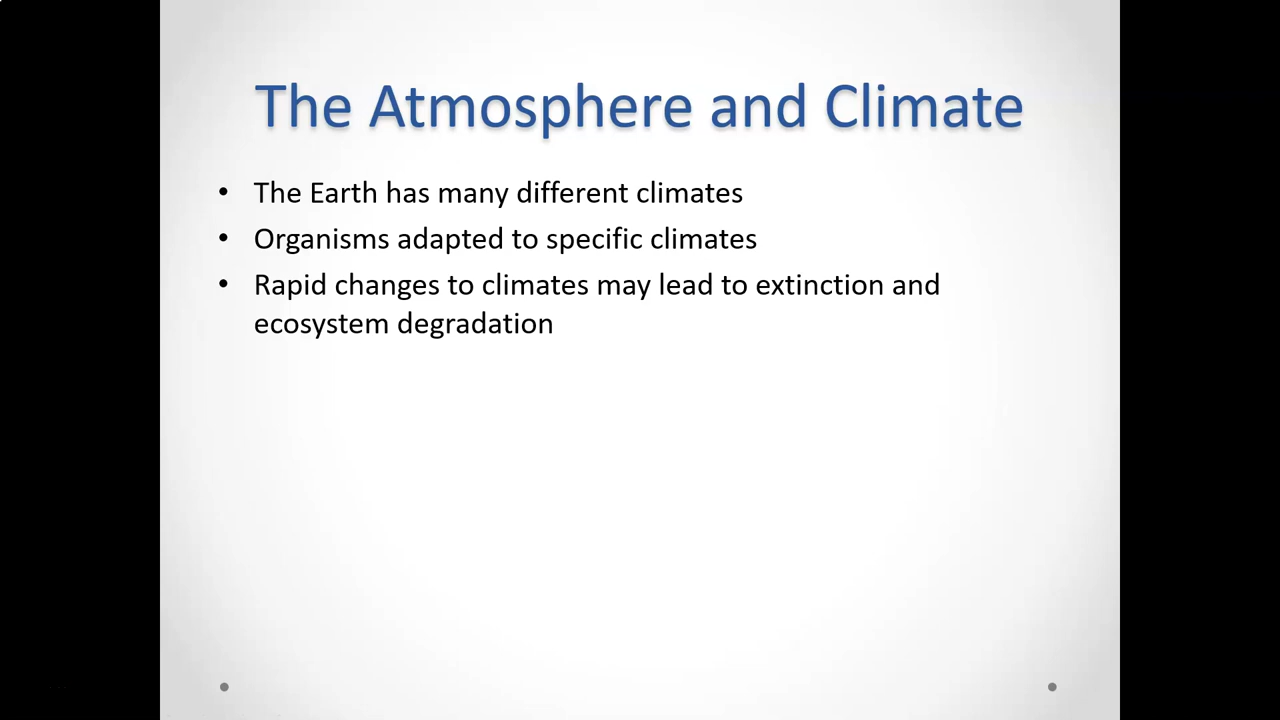 The Atmosphere and Climate
• The Earth has many different climates
• Organisms adapted to specific climates
• Rapid changes to climates may lead to extinction and
ecosystem degradation